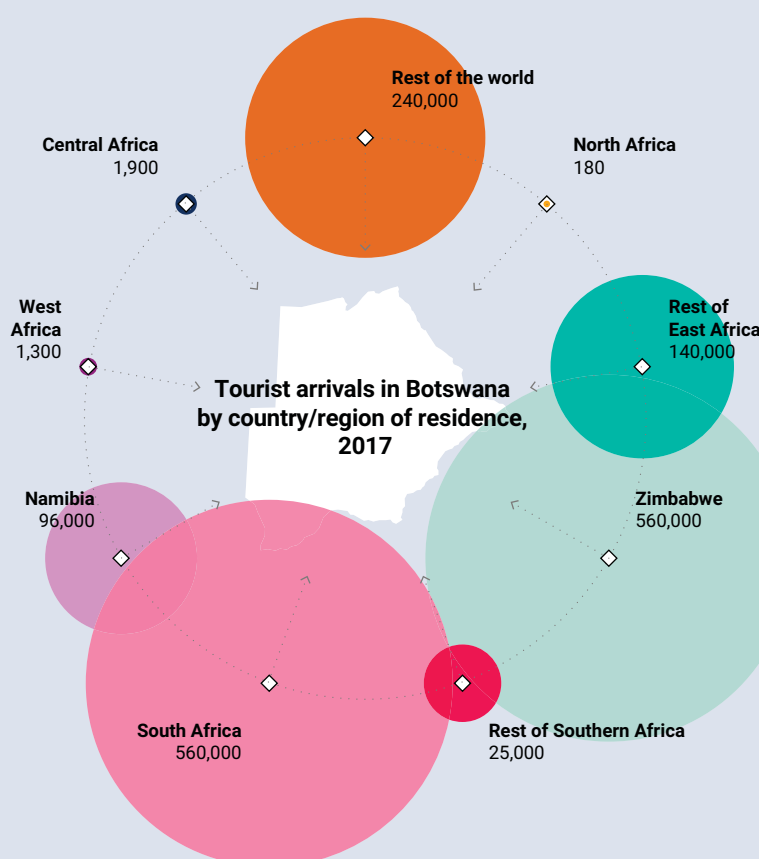 Rest of the world
240,000
Central Africa
1,900
North Africa
180
West
Africa
1,300
Rest of
East Africa
140,000
Tourist arrivals in Botswana
by country/region of residence,
2017
Namibia
96,000
Zimbabwe
560,000
South Africa
560,000
Rest of Southern Africa
25,000